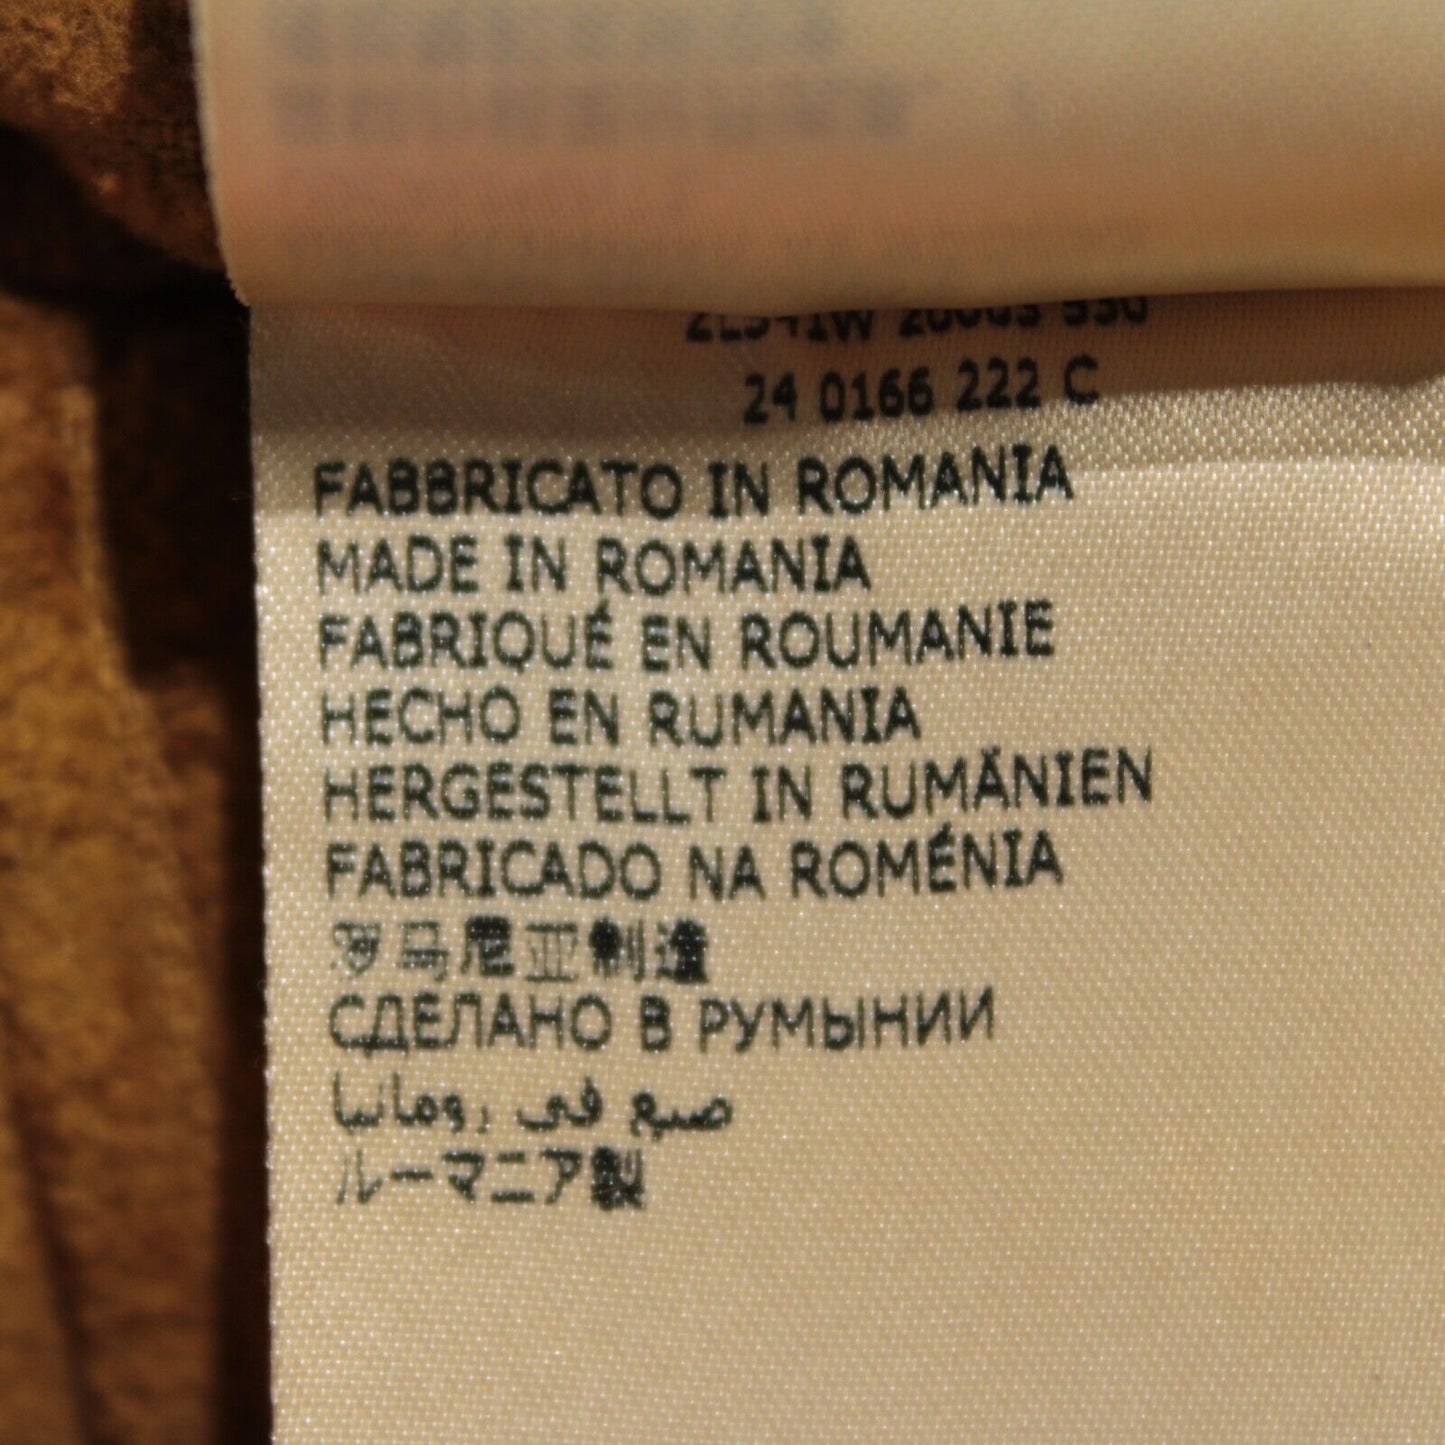 24 0166 222 C
FABBRICATO IN ROMANIA
MADE IN ROMANIA
FABRIQUÉ EN ROUMANIE
HECHO EN RUMANIA
HERGESTELLT IN RUMÄNIEN
FABRICADO NA ROMÉNIA
罗马尼亚制造
СДЕЛАНО В РУМЫНИИ
صنع في رومانيا
ルーマニア製